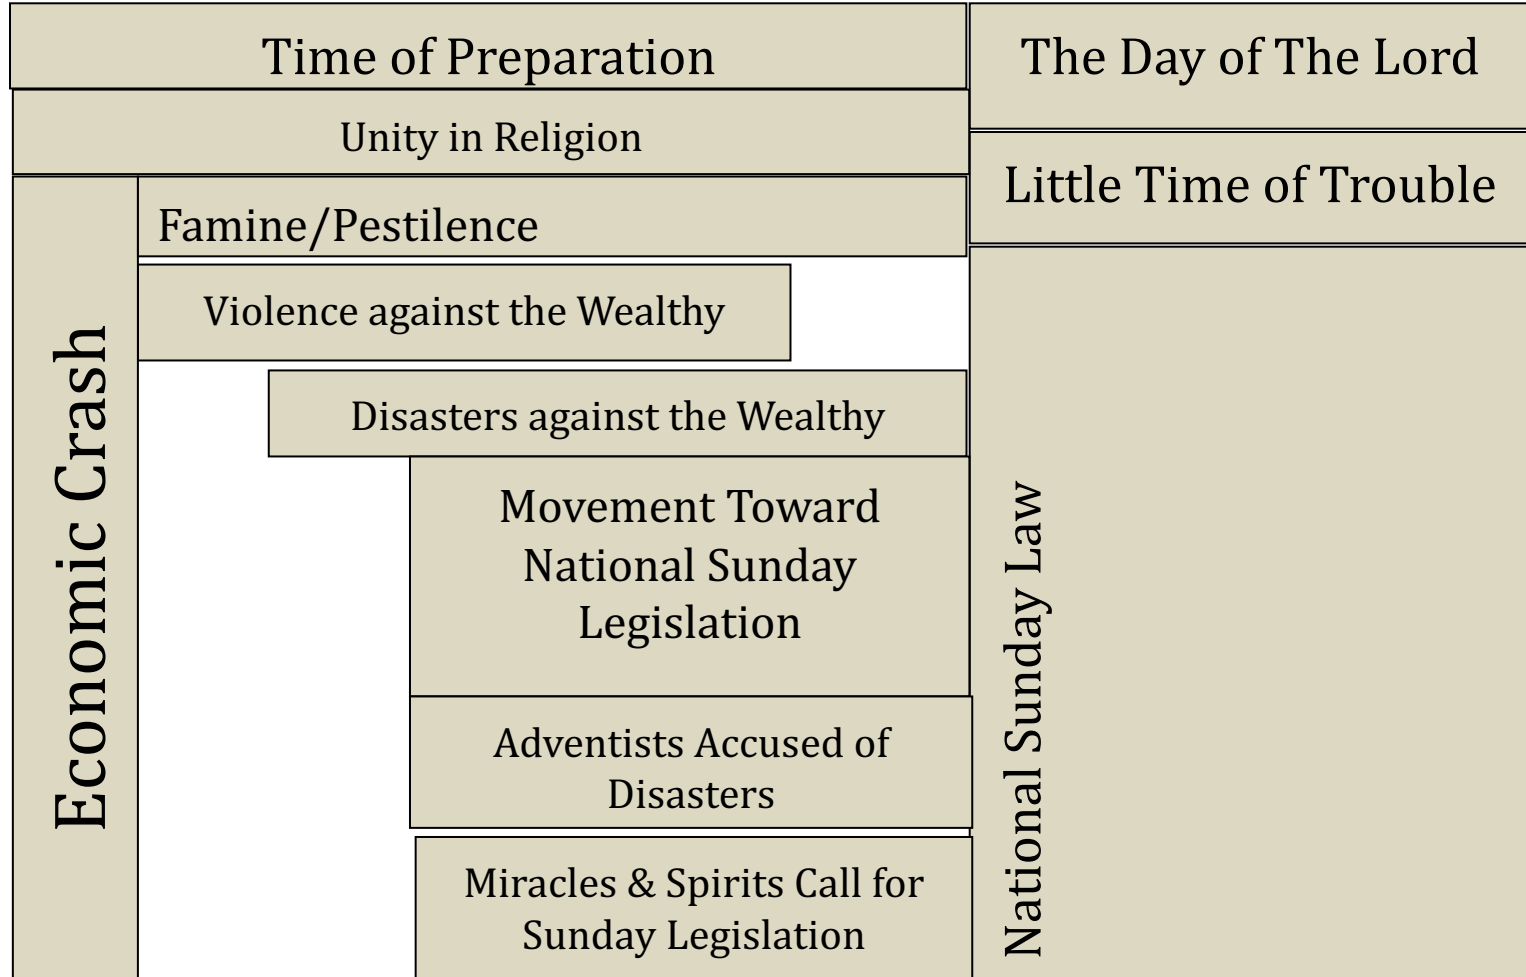 Time of Preparation
The Day of The Lord
Unity in Religion
Little Time of Trouble
Famine/Pestilence
Violence against the Wealthy
Disasters against the Wealthy
Economic Crash
Movement Toward
National Sunday
Legislation
National Sunday Law
Adventists Accused of
Disasters
Miracles & Spirits Call for
Sunday Legislation